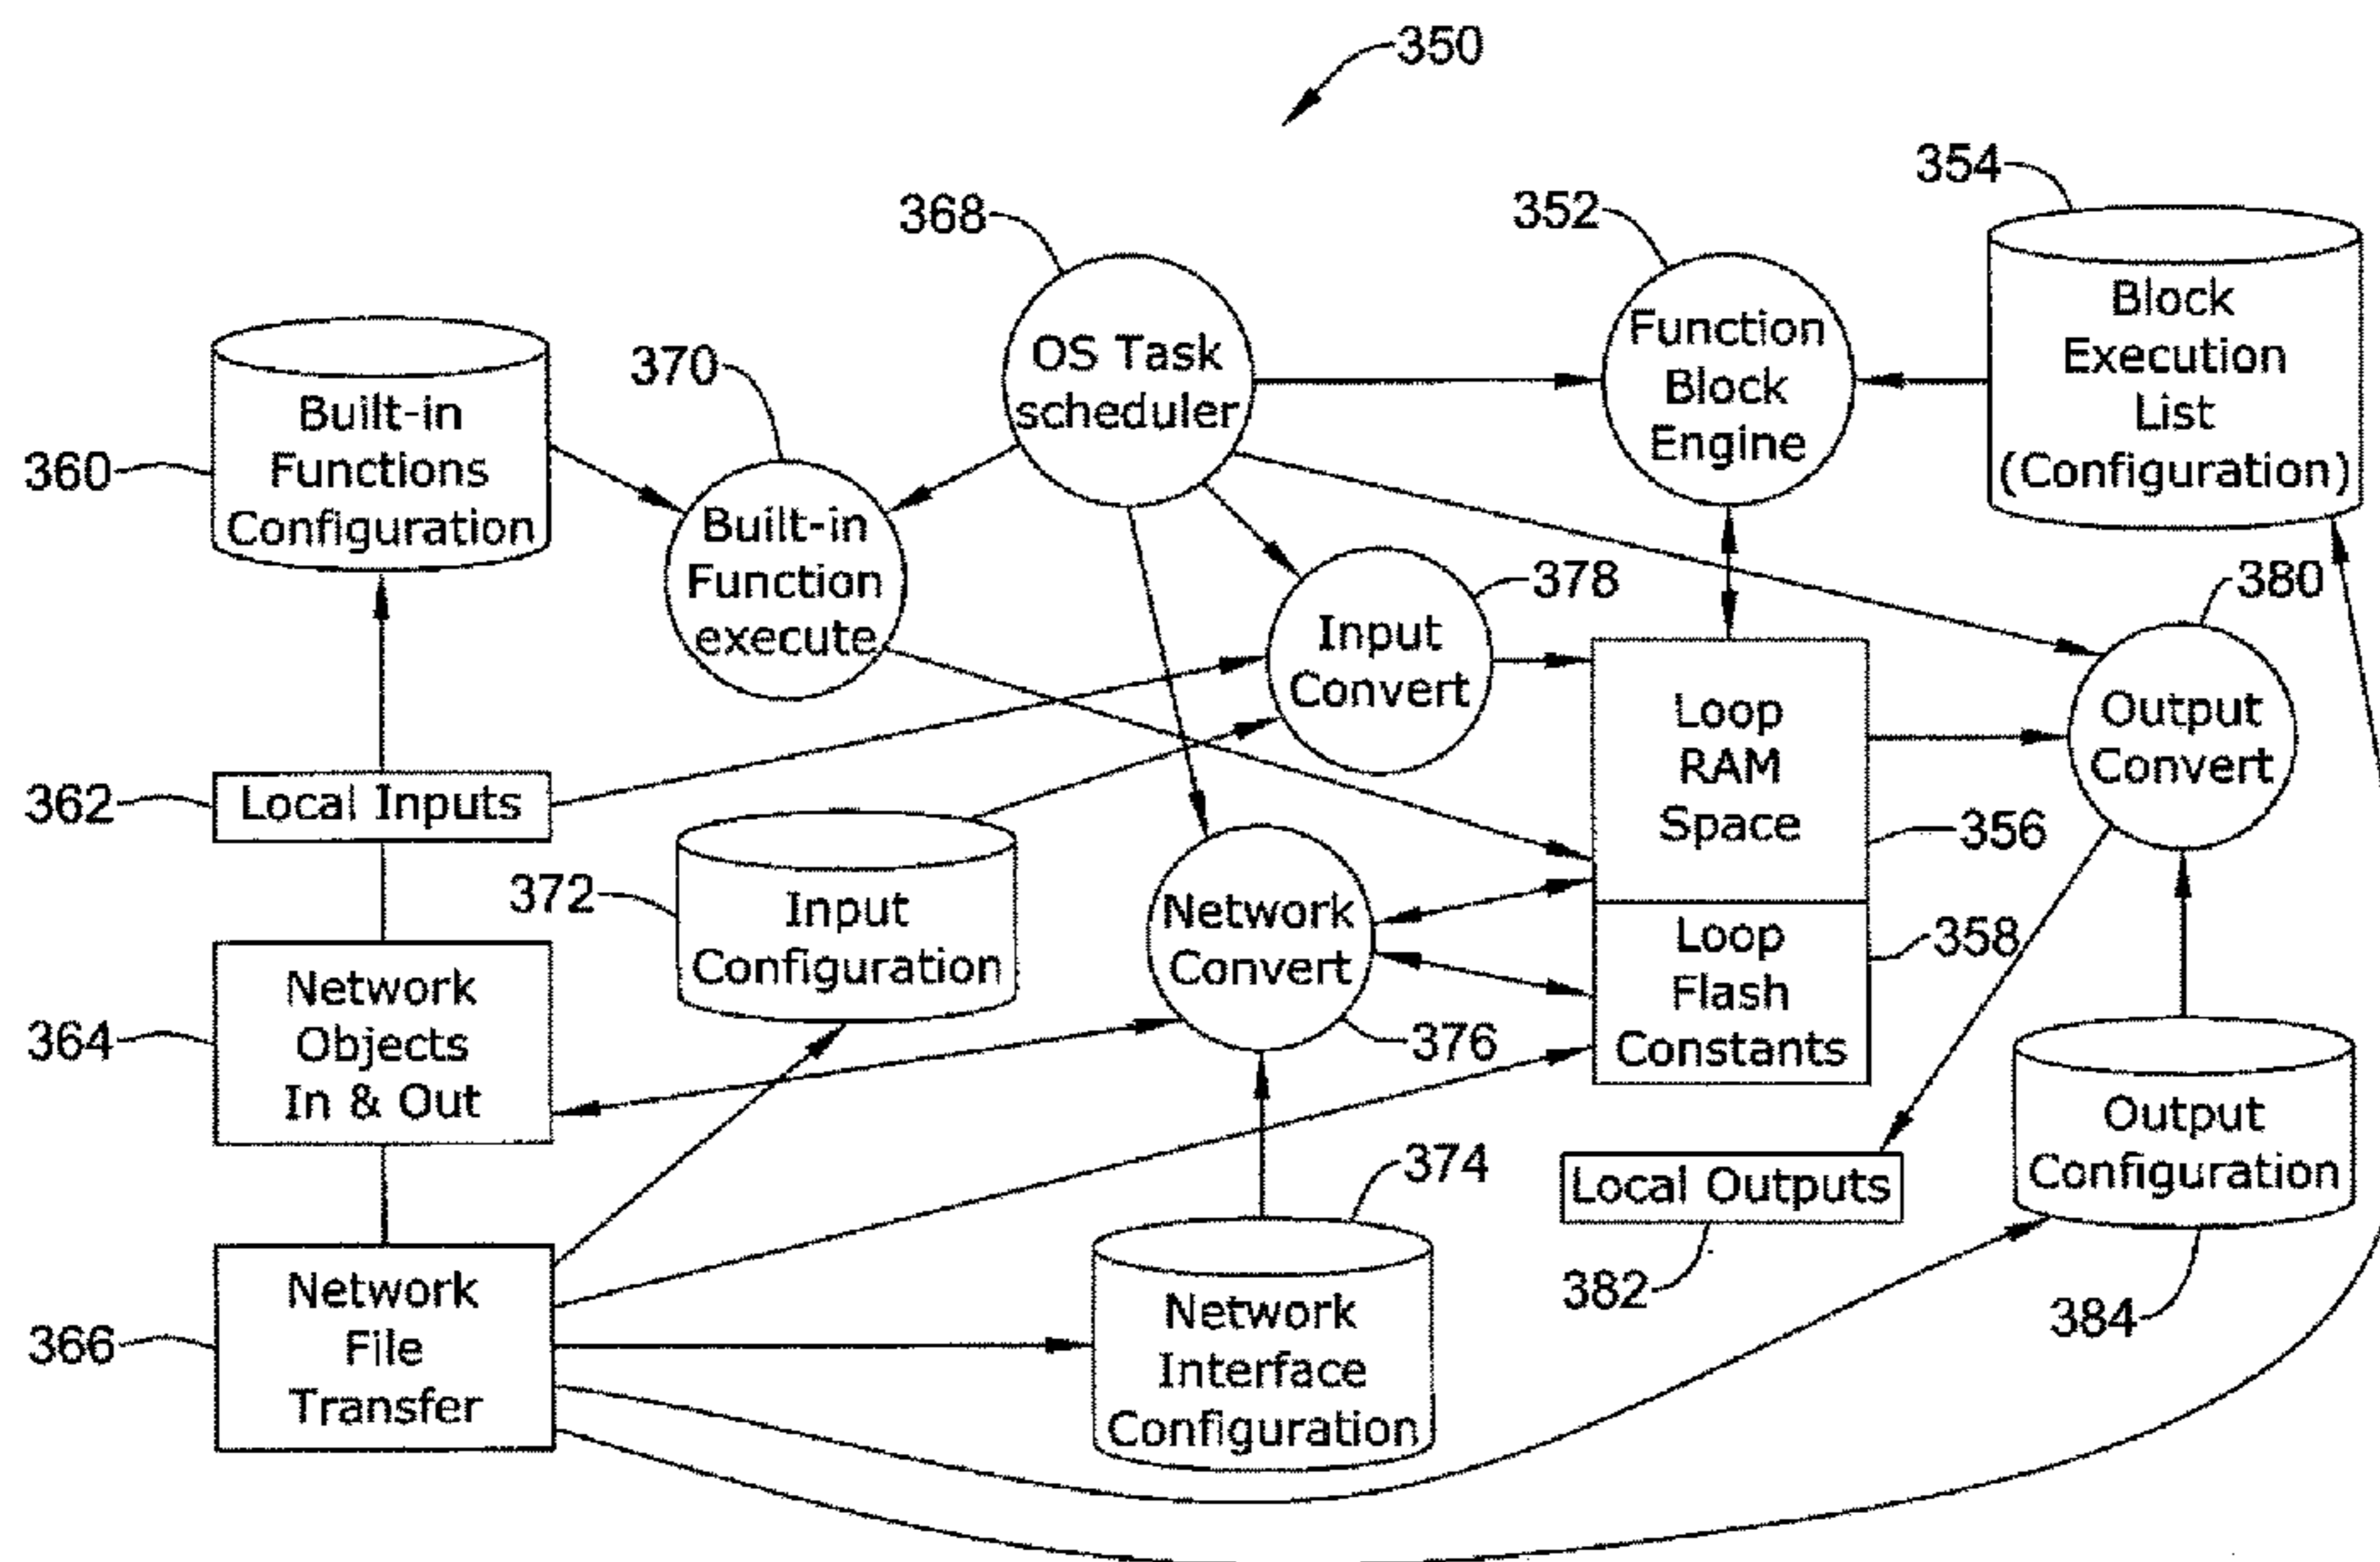 350
354
368
352
Block
Execution
List
(Configuration)
Function
Block
Engine
OS Task
scheduler
370
360
Built-in
Functions
Configuration
Built-in
Function
execute
378
380
Input
Convert
Loop
RAM
Space
Output
Convert
362
Local Inputs
356
372
Input
Configuration
Network
Convert
358
Loop
Flash
Constants
364
Network
Objects
In & Out
376
374
Local Outputs
Output
Configuration
382
384
366
Network
File
Transfer
Network
Interface
Configuration